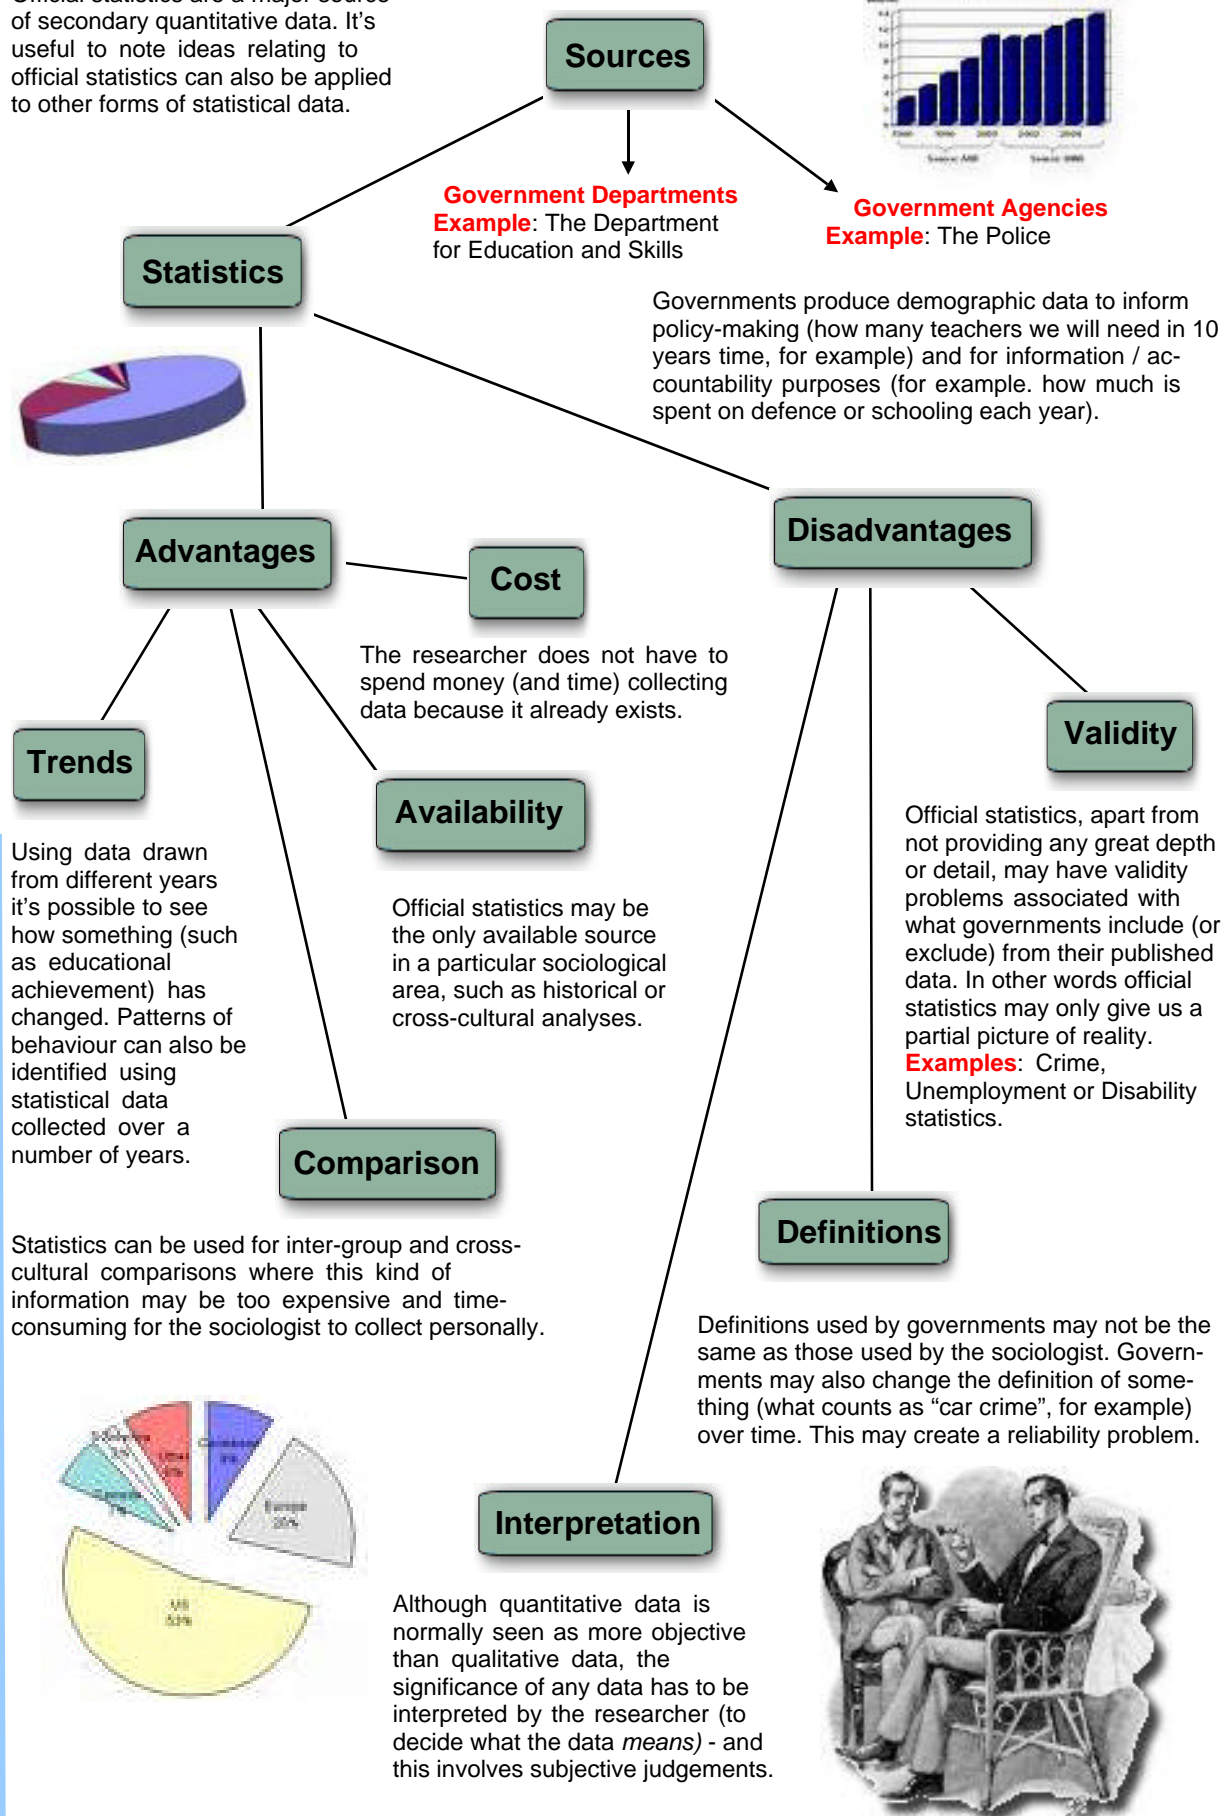 of secondary quantitative data. It's
useful to note ideas relating to
official statistics can also be applied
to other forms of statistical data.
Sources
Government Departments
Example: The Department
for Education and Skills
Government Agencies
Example: The Police
Statistics
Governments produce demographic data to inform
policy-making (how many teachers we will need in 10
years time, for example) and for information / ac-
countability purposes (for example. how much is
spent on defence or schooling each year).
Advantages
Cost
Disadvantages
The researcher does not have to
spend money (and time) collecting
data because it already exists.
Trends
Availability
Validity
Using data drawn
from different years
it's possible to see
how something (such
as educational
achievement) has
changed. Patterns of
behaviour can also be
identified using
statistical data
collected over a
number of years.
Official statistics may be
the only available source
in a particular sociological
area, such as historical or
cross-cultural analyses.
Official statistics, apart from
not providing any great depth
or detail, may have validity
problems associated with
what governments include (or
exclude) from their published
data. In other words official
statistics may only give us a
partial picture of reality.
Examples: Crime,
Unemployment or Disability
statistics.
Comparison
Statistics can be used for inter-group and cross-
cultural comparisons where this kind of
information may be too expensive and time-
consuming for the sociologist to collect personally.
Definitions
Definitions used by governments may not be the
same as those used by the sociologist. Govern-
ments may also change the definition of some-
thing (what counts as “car crime”, for example)
over time. This may create a reliability problem.
Other
Europe
US
Interpretation
Although quantitative data is
normally seen as more objective
than qualitative data, the
significance of any data has to be
interpreted by the researcher (to
decide what the data means) - and
this involves subjective judgements.